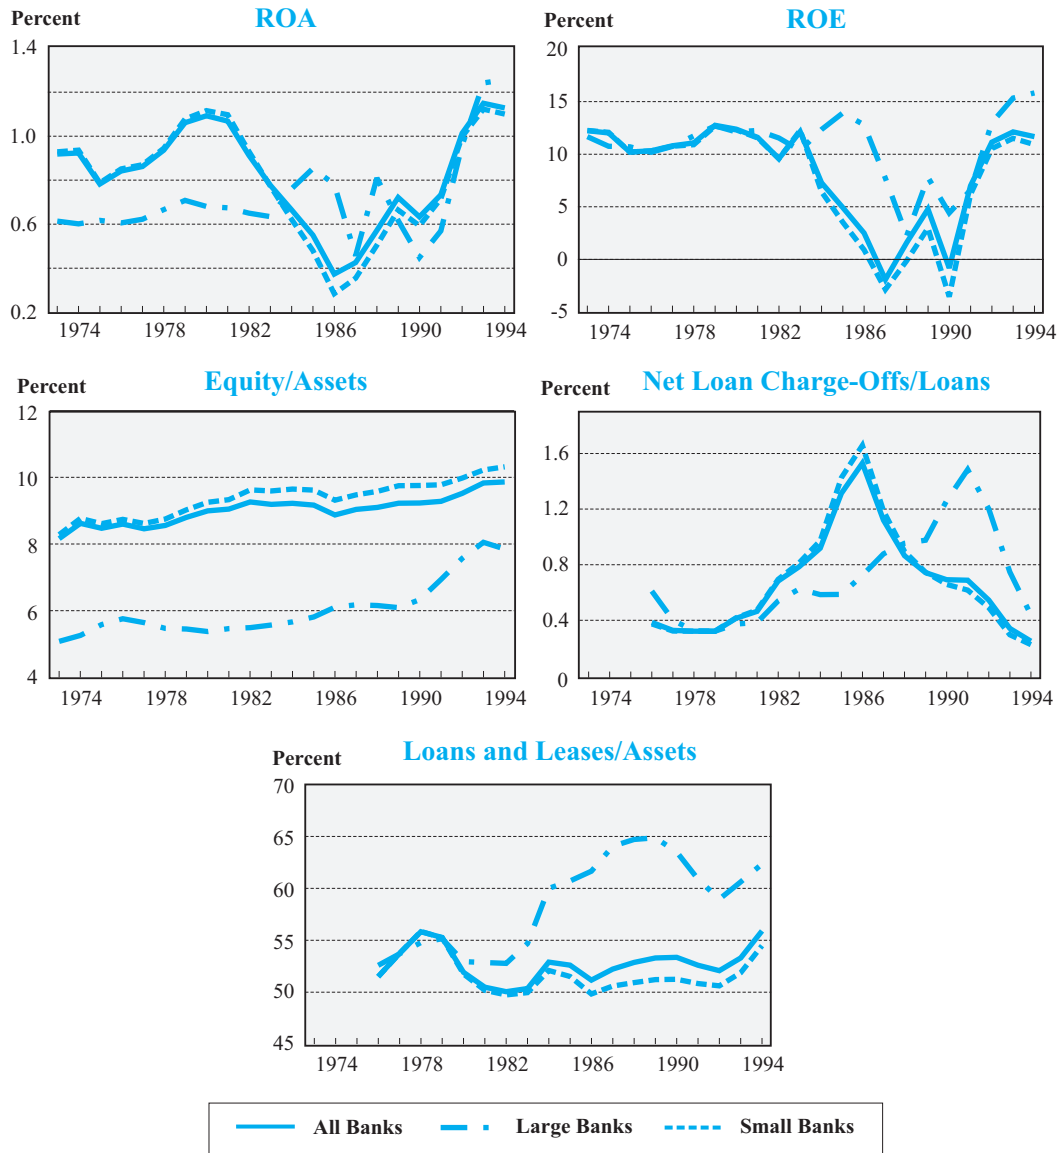 Percent
ROA
1.4
1.0
0.6
0.2
1974 1978 1982 1986 1990 1994
Percent
ROE
20
15
10
5
0
-5
1974 1978 1982 1986 1990 1994
Percent
Equity/Assets
12
10
8
6
4
1974 1978 1982 1986 1990 1994
Percent
Net Loan Charge-Offs/Loans
1.6
1.2
0.8
0.4
0
1974 1978 1982 1986 1990 1994
Percent
Loans and Leases/Assets
70
65
60
55
50
45
1974 1978 1982 1986 1990 1994
All Banks Large Banks Small Banks